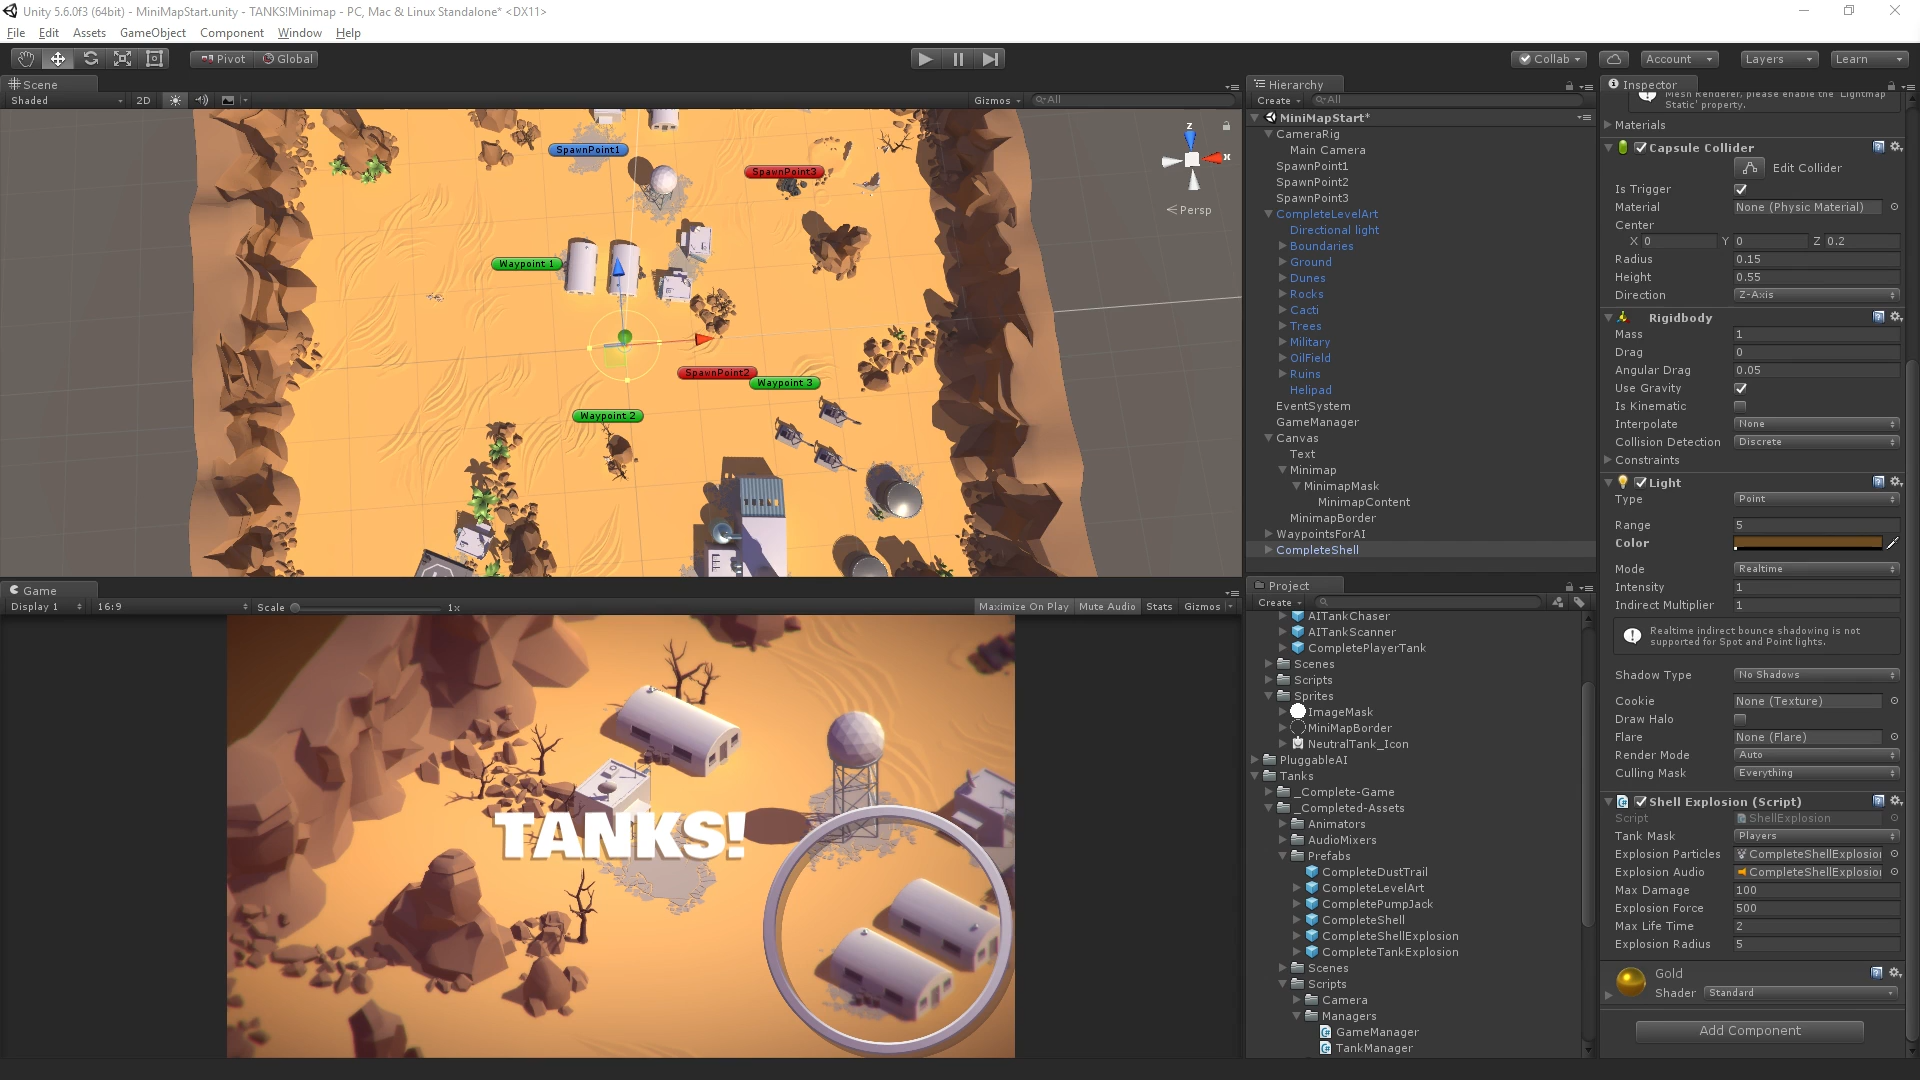 Unity 5.6.0f3 (64bit) - MiniMapStart.unity - TANKS!Minimap - PC, Mac & Linux Standalone* <DX11>
File Edit Assets GameObject Component Window Help
Pivot Global Collab Account Layers Learn
Scene
Shaded 2D Gizmos All
SpawnPoint1
SpawnPoint3
Waypoint 1
SpawnPoint2
Waypoint 3
Waypoint 2
z
x
Persp
Game
Display 1 16:9 Scale 1x Maximize On Play Mute Audio Stats Gizmos
TANKS!
Hierarchy
Create All
MiniMapStart*
CameraRig
Main Camera
SpawnPoint1
SpawnPoint2
SpawnPoint3
CompleteLevelArt
Directional light
Boundaries
Ground
Dunes
Rocks
Cacti
Trees
Military
OilField
Ruins
Helipad
EventSystem
GameManager
Canvas
Text
Minimap
MinimapMask
MinimapContent
MinimapBorder
WaypointsForAI
CompleteShell
Project
Create
AITankChaser
AITankScanner
CompletePlayerTank
Scenes
Scripts
Sprites
ImageMask
MiniMapBorder
NeutralTank_Icon
PluggableAI
Tanks
_Complete-Game
_Completed-Assets
Animators
AudioMixers
Prefabs
CompleteDustTrail
CompleteLevelArt
CompletePumpJack
CompleteShell
CompleteShellExplosion
CompleteTankExplosion
Scenes
Scripts
Camera
Managers
GameManager
TankManager
Inspector
Mesh Renderer, please enable the 'Lightmap
Static' property.
Materials
Capsule Collider
Edit Collider
Is Trigger
Material None (Physic Material)
Center
X 0 Y 0 Z 0.2
Radius 0.15
Height 0.55
Direction Z-Axis
Rigidbody
Mass 1
Drag 0
Angular Drag 0.05
Use Gravity
Is Kinematic
Interpolate None
Collision Detection Discrete
Constraints
Light
Type Point
Range 5
Color
Mode Realtime
Intensity 1
Indirect Multiplier 1
Realtime indirect bounce shadowing is not
supported for Spot and Point lights.
Shadow Type No Shadows
Cookie None (Texture)
Draw Halo
Flare None (Flare)
Render Mode Auto
Culling Mask Everything
Shell Explosion (Script)
Script ShellExplosion
Tank Mask Players
Explosion Particles CompleteShellExplosion
Explosion Audio CompleteShellExplosion
Max Damage 100
Explosion Force 500
Max Life Time 2
Explosion Radius 5
Gold
Shader Standard
Add Component